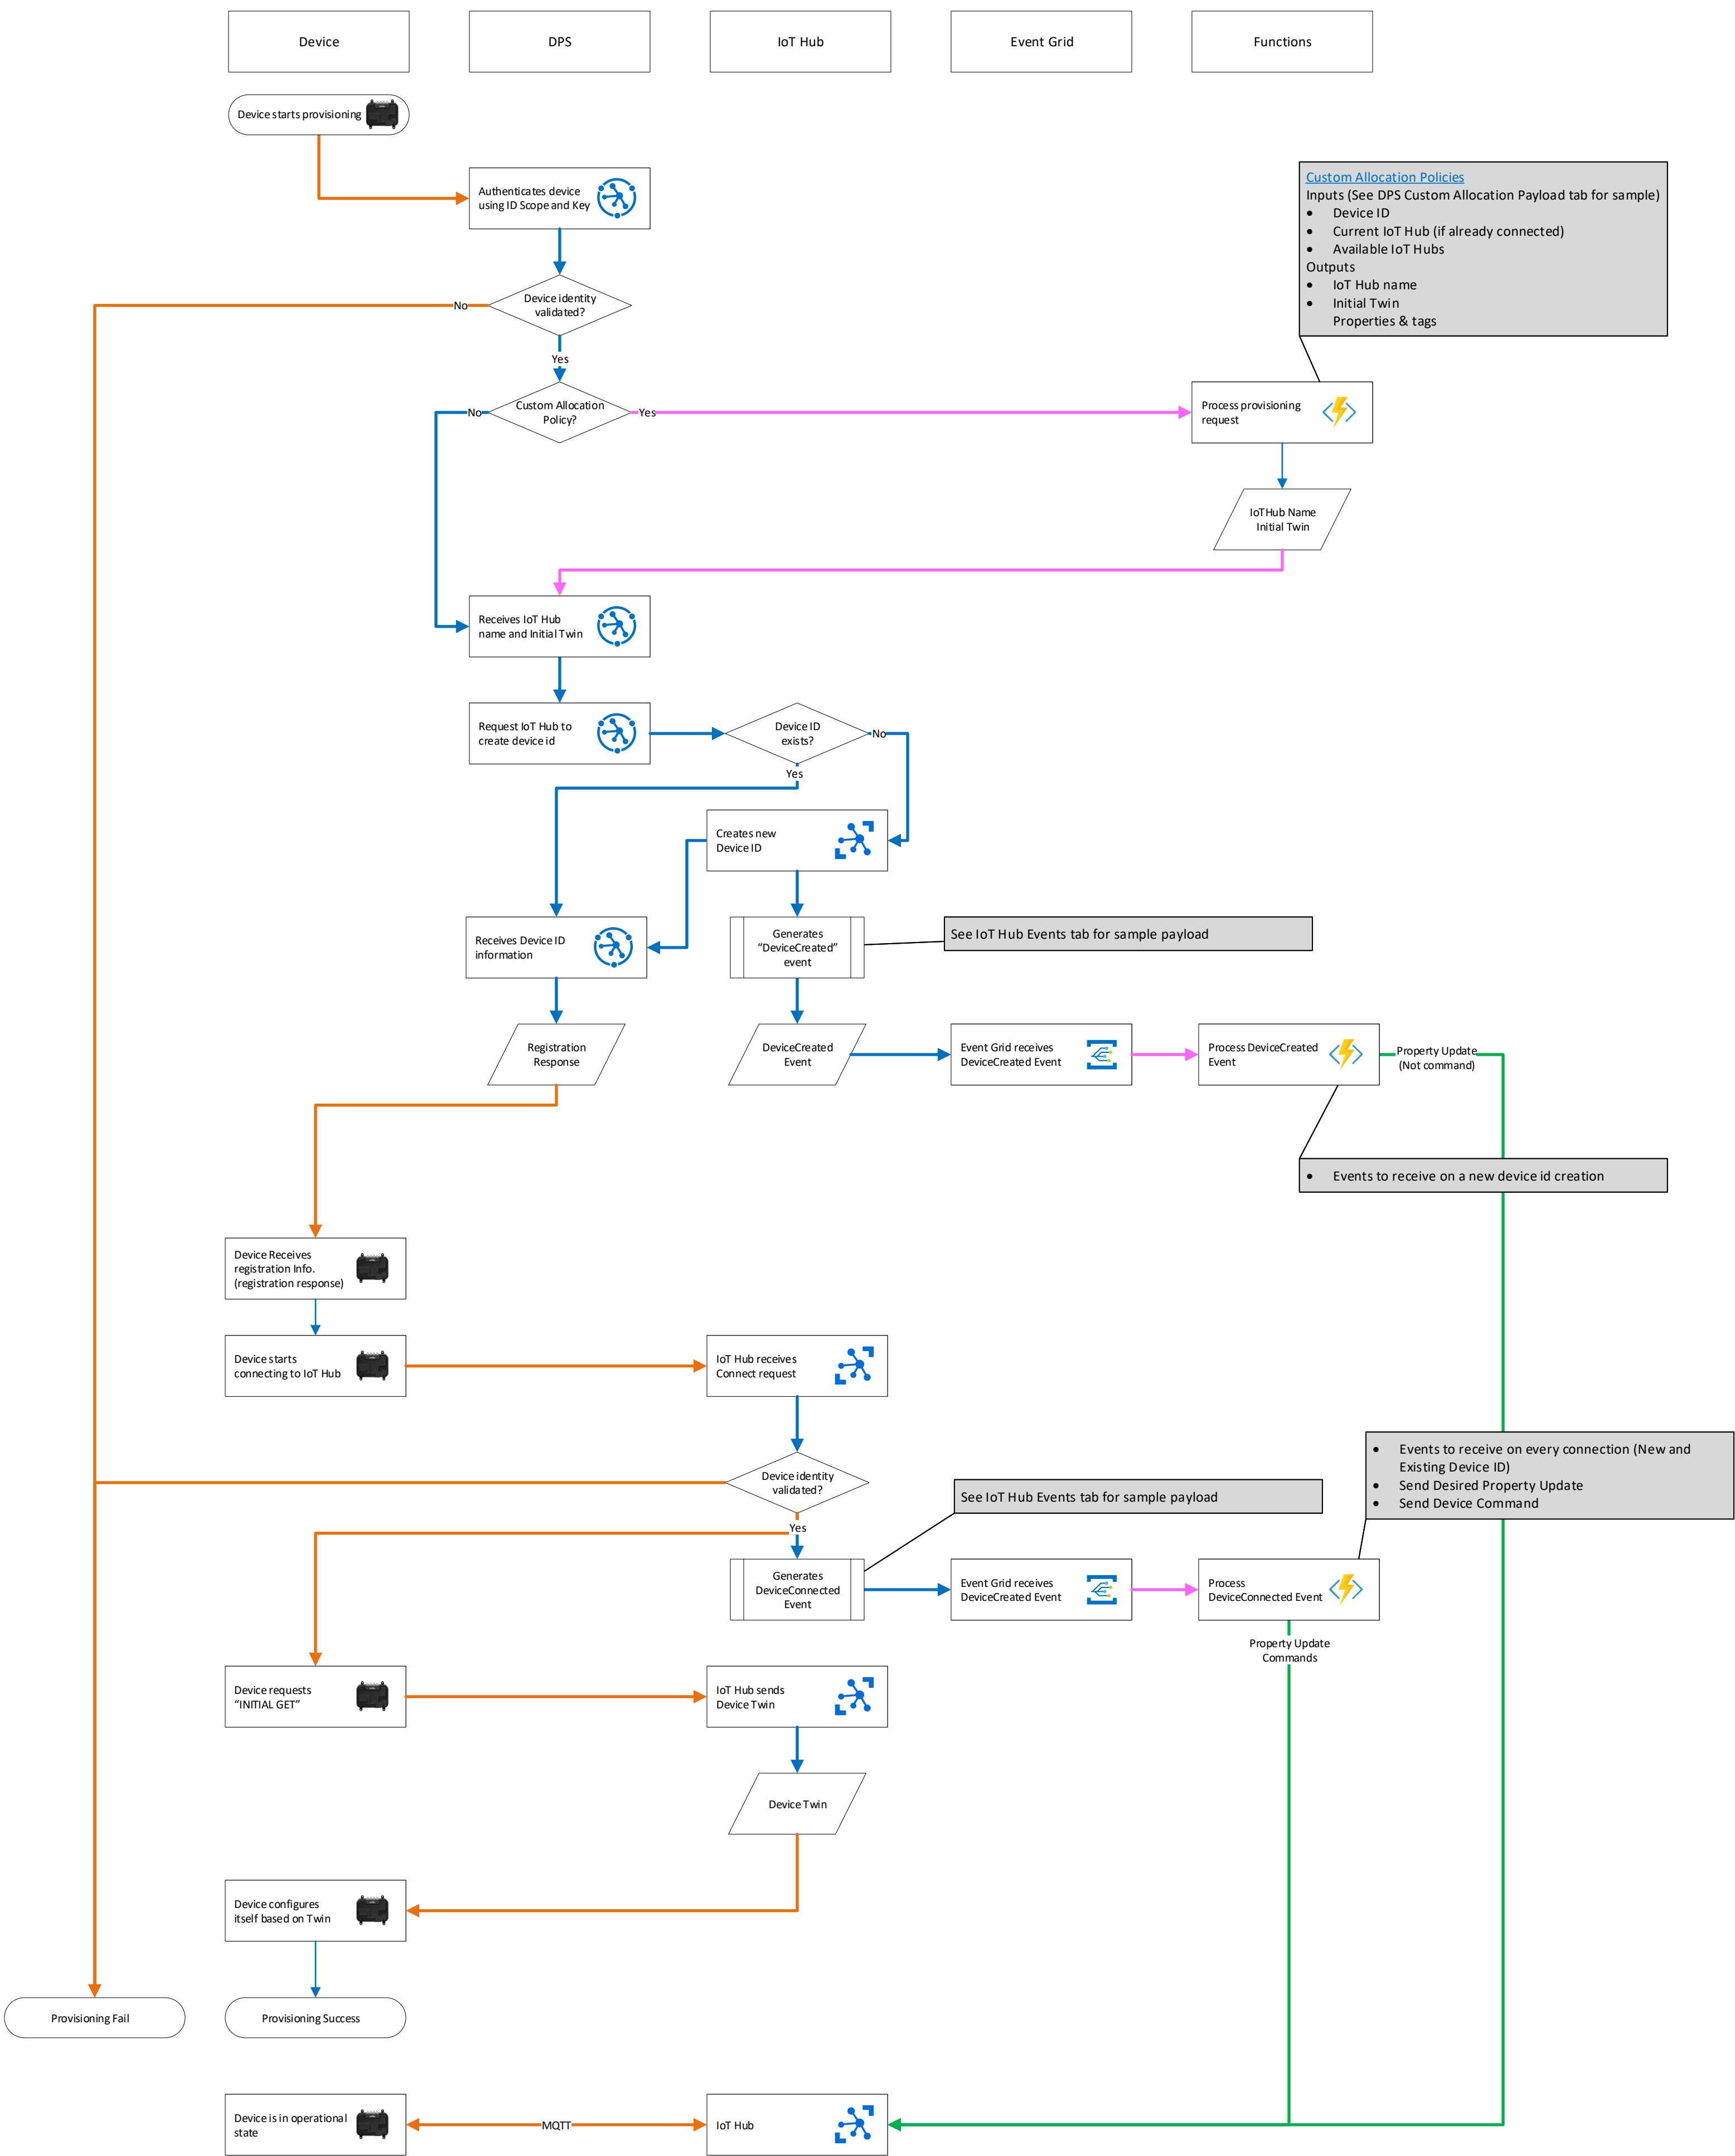 Device
DPS
IoT Hub
Event Grid
Functions
Device starts provisioning
Authenticates device
using ID Scope and Key
Custom Allocation Policies
Inputs (See DPS Custom Allocation Payload tab for sample)
• Device ID
• Current IoT Hub (if already connected)
• Available IoT Hubs
Outputs
• IoT Hub name
• Initial Twin
Properties & tags
Device identity
validated?
No
Yes
Custom Allocation
Policy?
No
Yes
Process provisioning
request
IoTHub Name
Initial Twin
Receives IoT Hub
name and Initial Twin
Request IoT Hub to
create device id
Device ID
exists?
No
Yes
Creates new
Device ID
Receives Device ID
information
Generates
“DeviceCreated”
event
See IoT Hub Events tab for sample payload
Registration
Response
DeviceCreated
Event
Event Grid receives
DeviceCreated Event
Process DeviceCreated
Event
Property Update
(Not command)
• Events to receive on a new device id creation
Device Receives
registration Info.
(registration response)
Device starts
connecting to IoT Hub
IoT Hub receives
Connect request
Device identity
validated?
Yes
See IoT Hub Events tab for sample payload
• Events to receive on every connection (New and
Existing Device ID)
• Send Desired Property Update
• Send Device Command
Generates
DeviceConnected
Event
Event Grid receives
DeviceCreated Event
Process
DeviceConnected Event
Property Update
Commands
Device requests
“INITIAL GET”
IoT Hub sends
Device Twin
Device Twin
Device configures
itself based on Twin
Provisioning Fail
Provisioning Success
Device is in operational
state
MQTT
IoT Hub